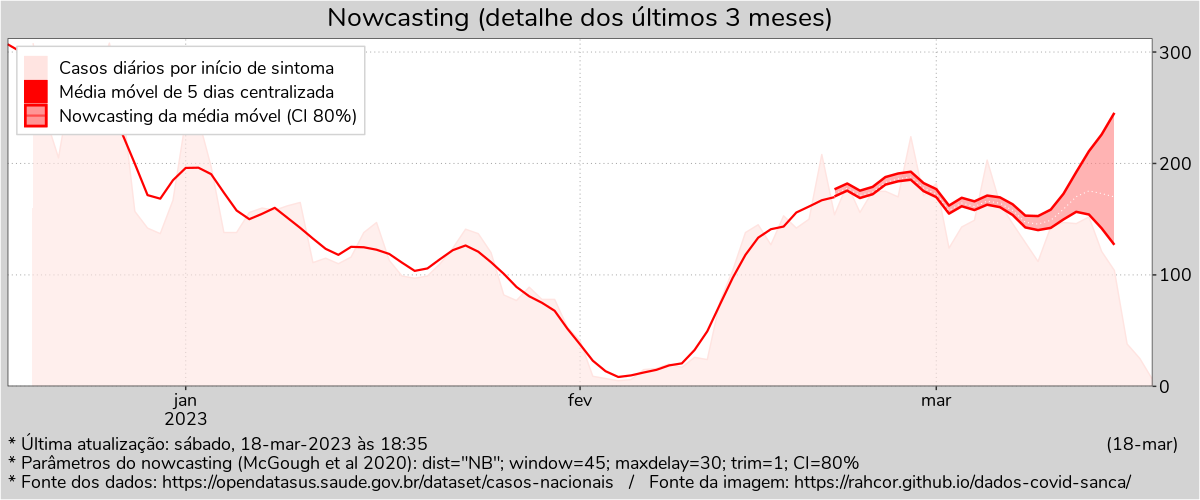 Nowcasting (detalhe dos últimos 3 meses)
Casos diários por início de sintoma
Média móvel de 5 dias centralizada
Nowcasting da média móvel (CI 80%)
300
200
100
0
jan
2023
fev
mar
* Última atualização: sábado, 18-mar-2023 às 18:35
(18-mar)
* Parâmetros do nowcasting (McGough et al 2020): dist="NB"; window=45; maxdelay=30; trim=1; CI=80%
* Fonte dos dados: https://opendatasus.saude.gov.br/dataset/casos-nacionais / Fonte da imagem: https://rahcor.github.io/dados-covid-sanca/